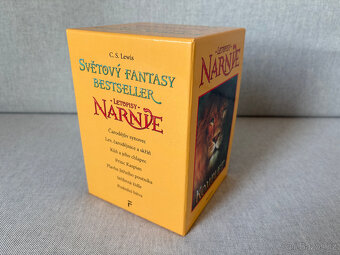 C. S. Lewis
SVĚTOVÝ FANTASY
BESTSELLER
·LETOPISY·
NARNIE
Čarodějův synovec
Lev, čarodějnice a skříň
Kůň a jeho chlapec
Princ Kaspian
Plavba Jitřního poutníka
Stříbrná židle
Poslední bitva
LETOPISY
NARNIE